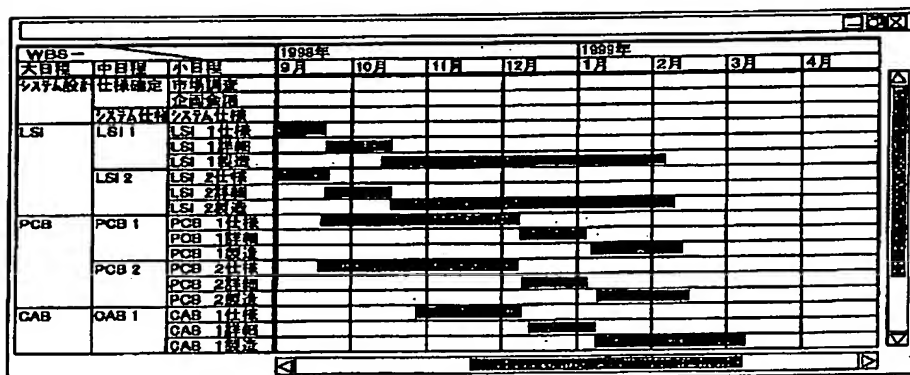 1998年 1999年
WBS
大日程 中日程 小日程 9月 10月 11月 12月 1月 2月 3月 4月
システム設計 仕様確定 市場調査
企画会議
システム仕様 システム仕様
LSI LSI 1 LSI 1仕様
LSI 1詳細
LSI 1製造
LSI 2 LSI 2仕様
LSI 2詳細
LSI 2製造
PCB PCB 1 PCB 1仕様
PCB 1詳細
PCB 1製造
PCB 2 PCB 2仕様
PCB 2詳細
PCB 2製造
CAB CAB 1 CAB 1仕様
CAB 1詳細
CAB 1製造